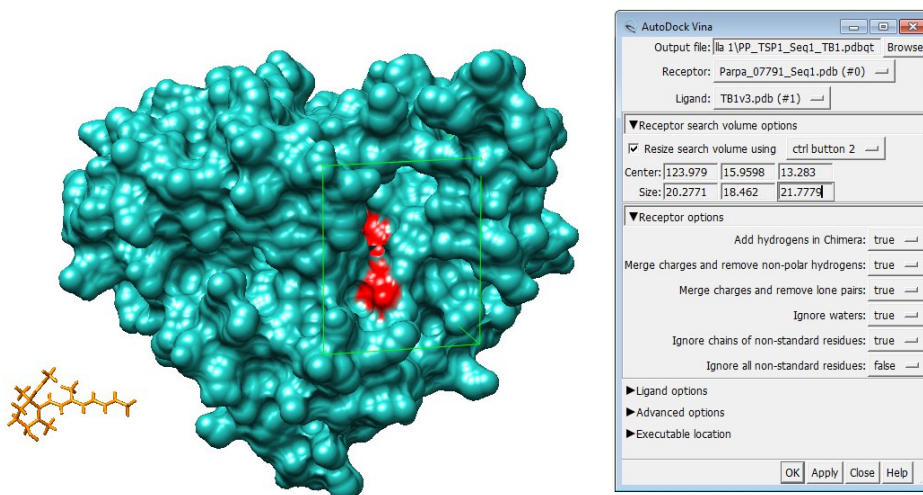 AutoDock Vina
Output file: lla 1\PP_TSP1_Seq1_TB1.pdbqt Browse
Receptor: Parpa_07791_Seq1.pdb (#0)
Ligand: TB1v3.pdb (#1)
▼Receptor search volume options
Resize search volume using ctrl button 2
Center: 123.979 15.9598 13.283
Size: 20.2771 18.462 21.7779
▼Receptor options
Add hydrogens in Chimera: true
Merge charges and remove non-polar hydrogens: true
Merge charges and remove lone pairs: true
Ignore waters: true
Ignore chains of non-standard residues: true
Ignore all non-standard residues: false
▶Ligand options
▶Advanced options
▶Executable location
OK Apply Close Help